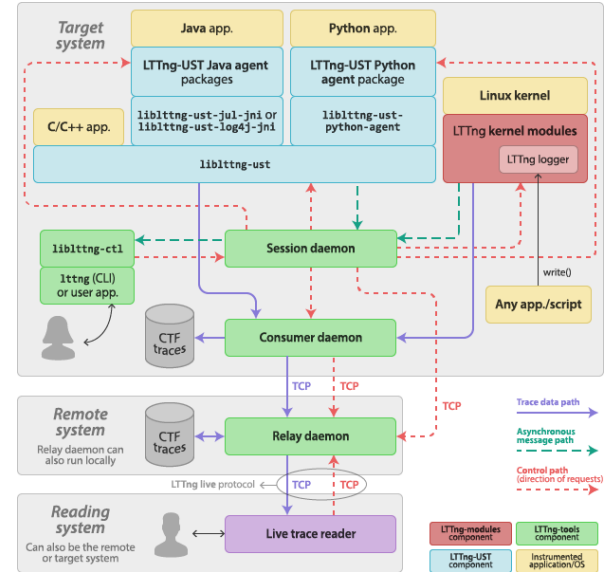 Target
system
Java app.
Python app.
LTTng-UST Java agent
packages
LTTng-UST Python
agent package
Linux kernel
C/C++ app.
liblttng-ust-jul-jni or
liblttng-ust-log4j-jni
liblttng-ust-
python-agent
LTTng kernel modules
LTTng logger
liblttng-ust
liblttng-ctl
Session daemon
lttng (CLI)
or user app.
write()
Any app./script
CTF
traces
Consumer daemon
TCP
TCP
TCP
Remote
system
Relay daemon can
also run locally
CTF
traces
Relay daemon
Trace data path
Asynchronous
message path
Control path
(direction of requests)
LTTng live protocol
TCP
TCP
Reading
system
Can also be the remote
or target system
Live trace reader
LTTng-modules
component
LTTng-tools
component
LTTng-UST
component
Instrumented
application/OS